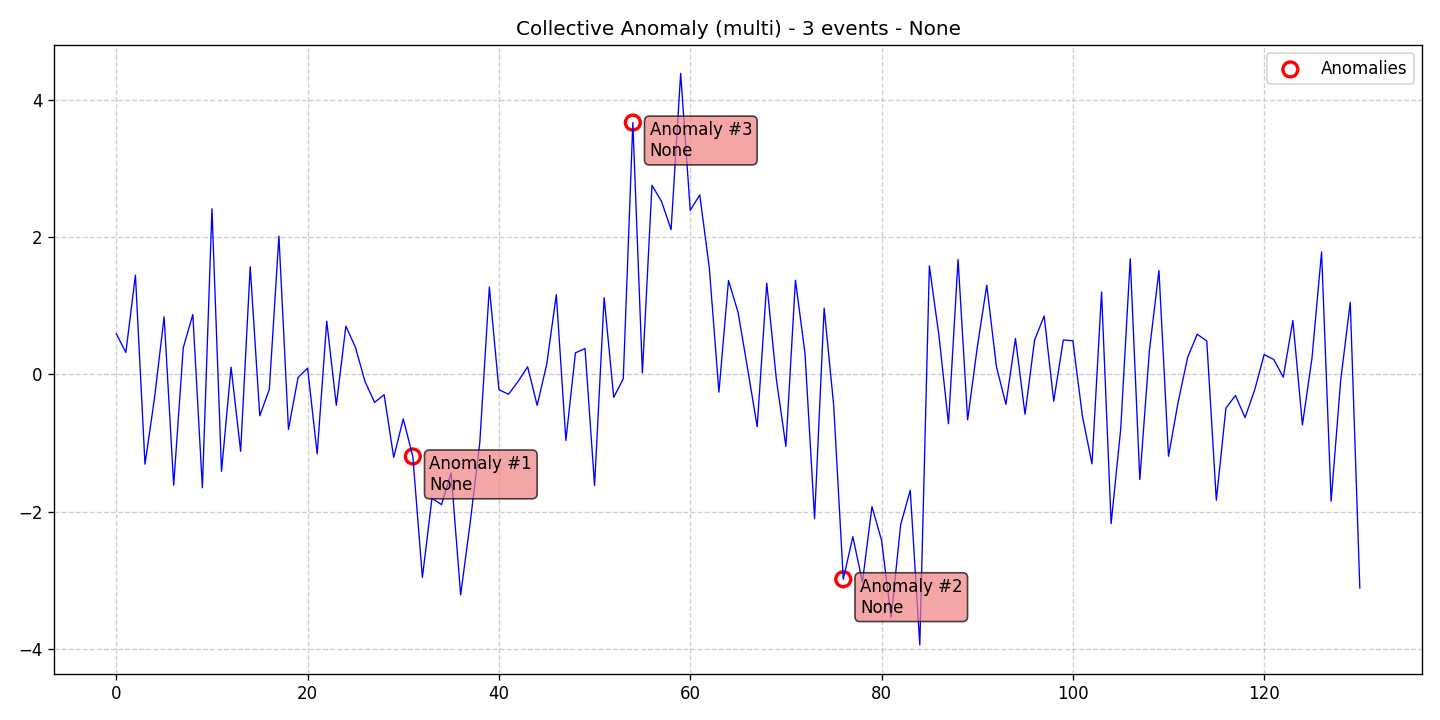 Collective Anomaly (multi) - 3 events - None
Anomalies
Anomaly #3
None
Anomaly #1
None
Anomaly #2
None
4
2
0
−2
−4
0
20
40
60
80
100
120